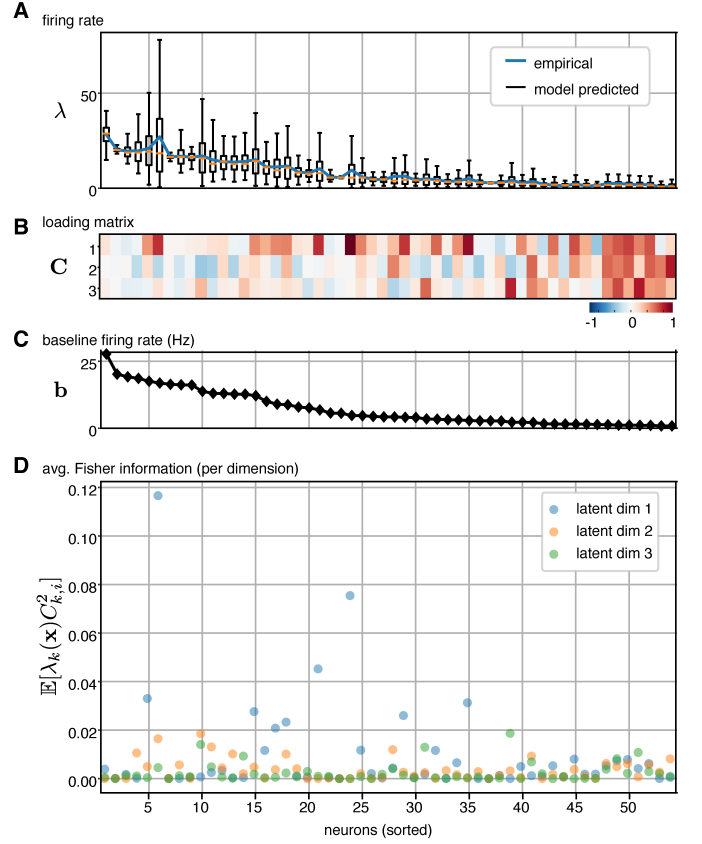 A firing rate
50
λ
0
empirical
model predicted
B loading matrix
C
1
2
3
-1 0 1
C baseline firing rate (Hz)
25
b
0
D avg. Fisher information (per dimension)
0.12
0.10
0.08
0.06
0.04
0.02
0.00
𝔼[λₖ(𝐱)C²ₖ,ᵢ]
latent dim 1
latent dim 2
latent dim 3
5 10 15 20 25 30 35 40 45 50
neurons (sorted)